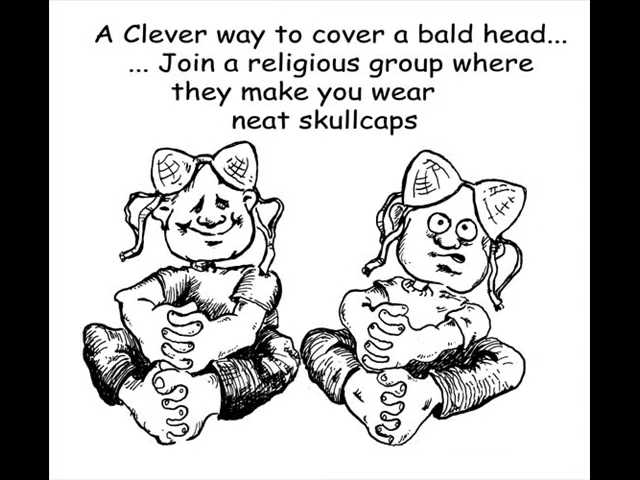 A Clever way to cover a bald head...
... Join a religious group where
they make you wear
neat skullcaps